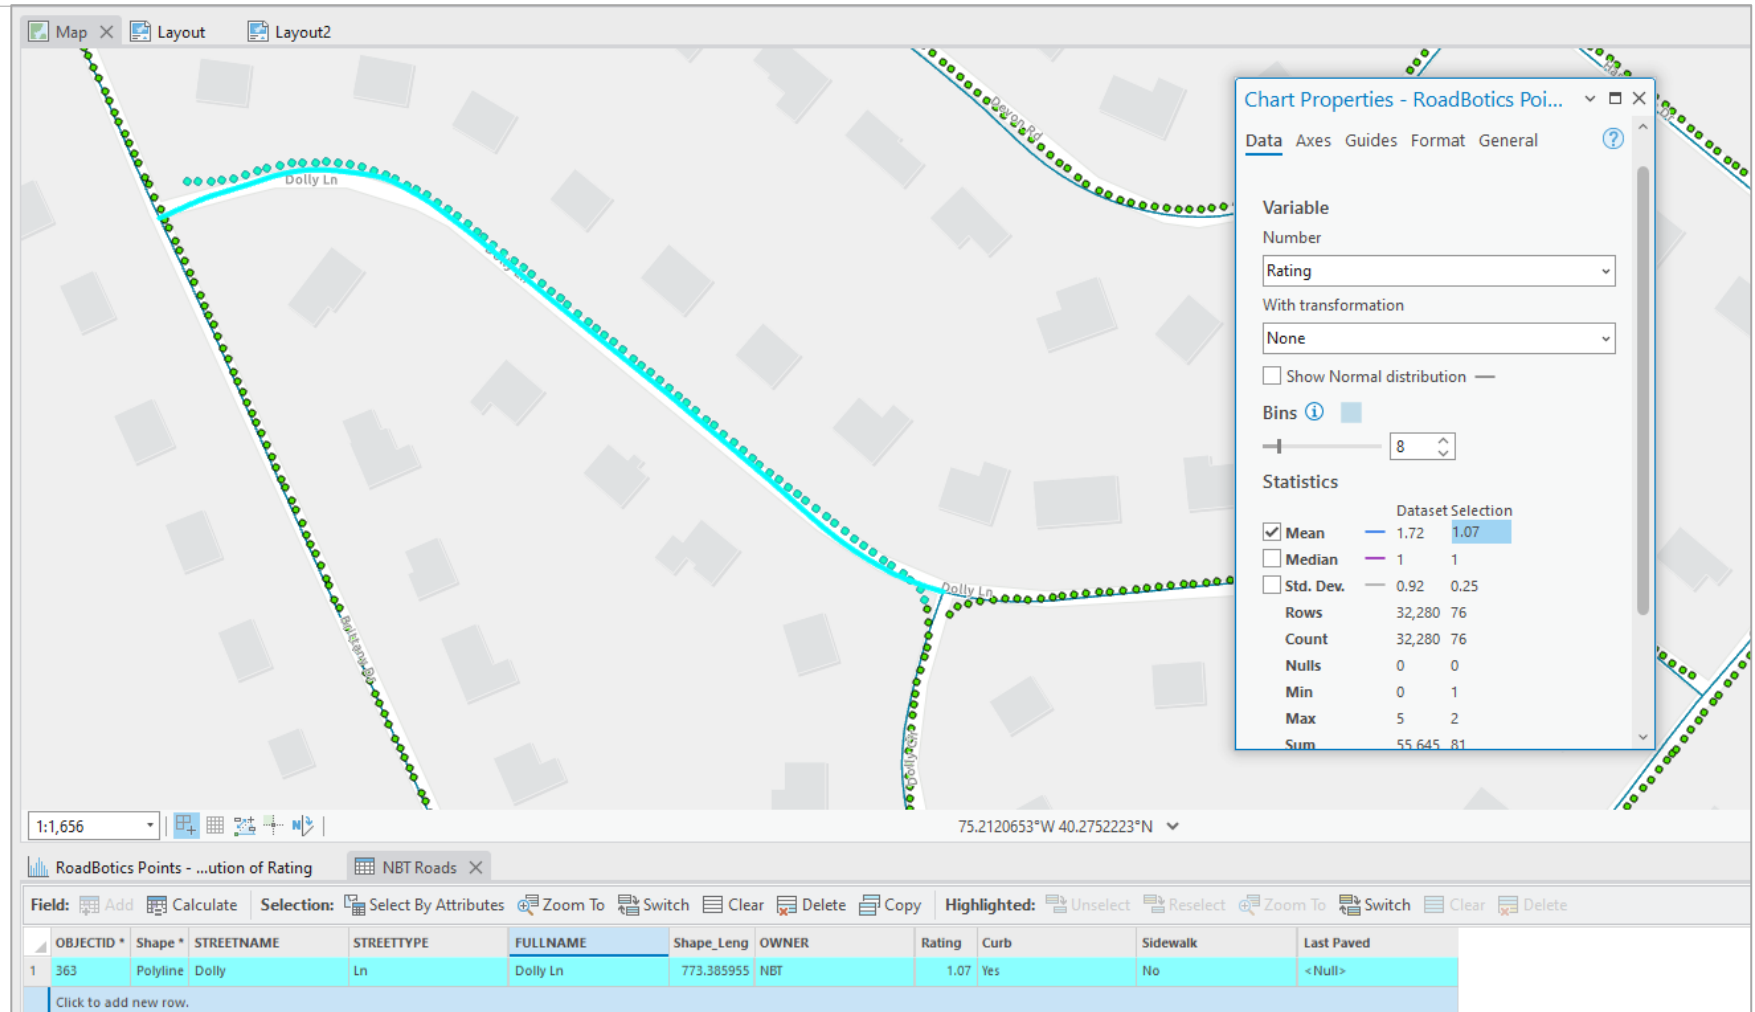 Map
Layout
Layout2
Devon Rd
Dr
Dolly Ln
Dolly Ln
Brittany Rd
Chart Properties - RoadBotics Poi...
Data Axes Guides Format General
Variable
Number
Rating
With transformation
None
Show Normal distribution
Bins
8
Statistics
Dataset Selection
Mean 1.72 1.07
Median 1 1
Std. Dev. 0.92 0.25
Rows 32,280 76
Count 32,280 76
Nulls 0 0
Min 0 1
Max 5 2
Sum 55,645 81
1:1,656
75.2120653°W 40.2752223°N
RoadBotics Points - ...ution of Rating
NBT Roads
Field: Add Calculate Selection: Select By Attributes Zoom To Switch Clear Delete Copy Highlighted: Unselect Reselect Zoom To Switch Clear Delete
OBJECTID * Shape * STREETNAME STREETTYPE FULLNAME Shape_Leng OWNER Rating Curb Sidewalk Last Paved
1 363 Polyline Dolly Ln Dolly Ln 773.385955 NBT 1.07 Yes No <Null>
Click to add new row.